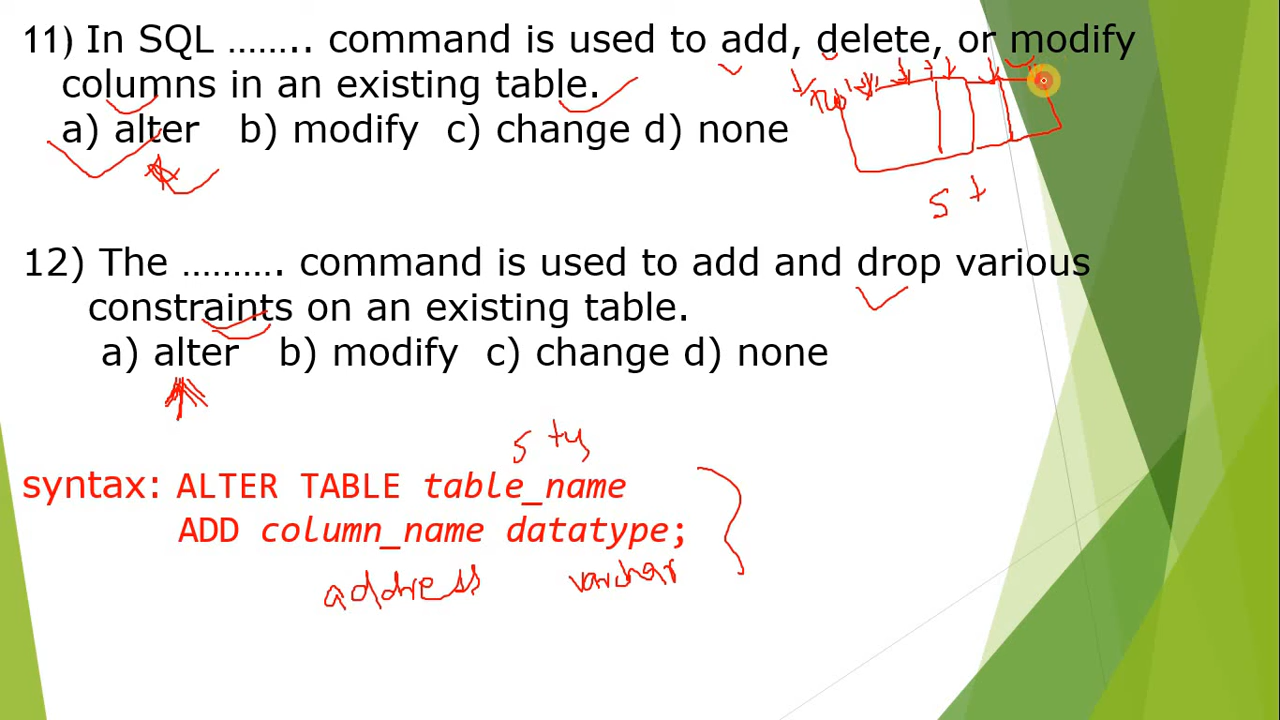 11) In SQL …….. command is used to add, delete, or modify
columns in an existing table.
a) alter b) modify c) change d) none
s t
12) The ………. command is used to add and drop various
constraints on an existing table.
a) alter b) modify c) change d) none
s ty
syntax: ALTER TABLE table_name
ADD column_name datatype;
address varchar